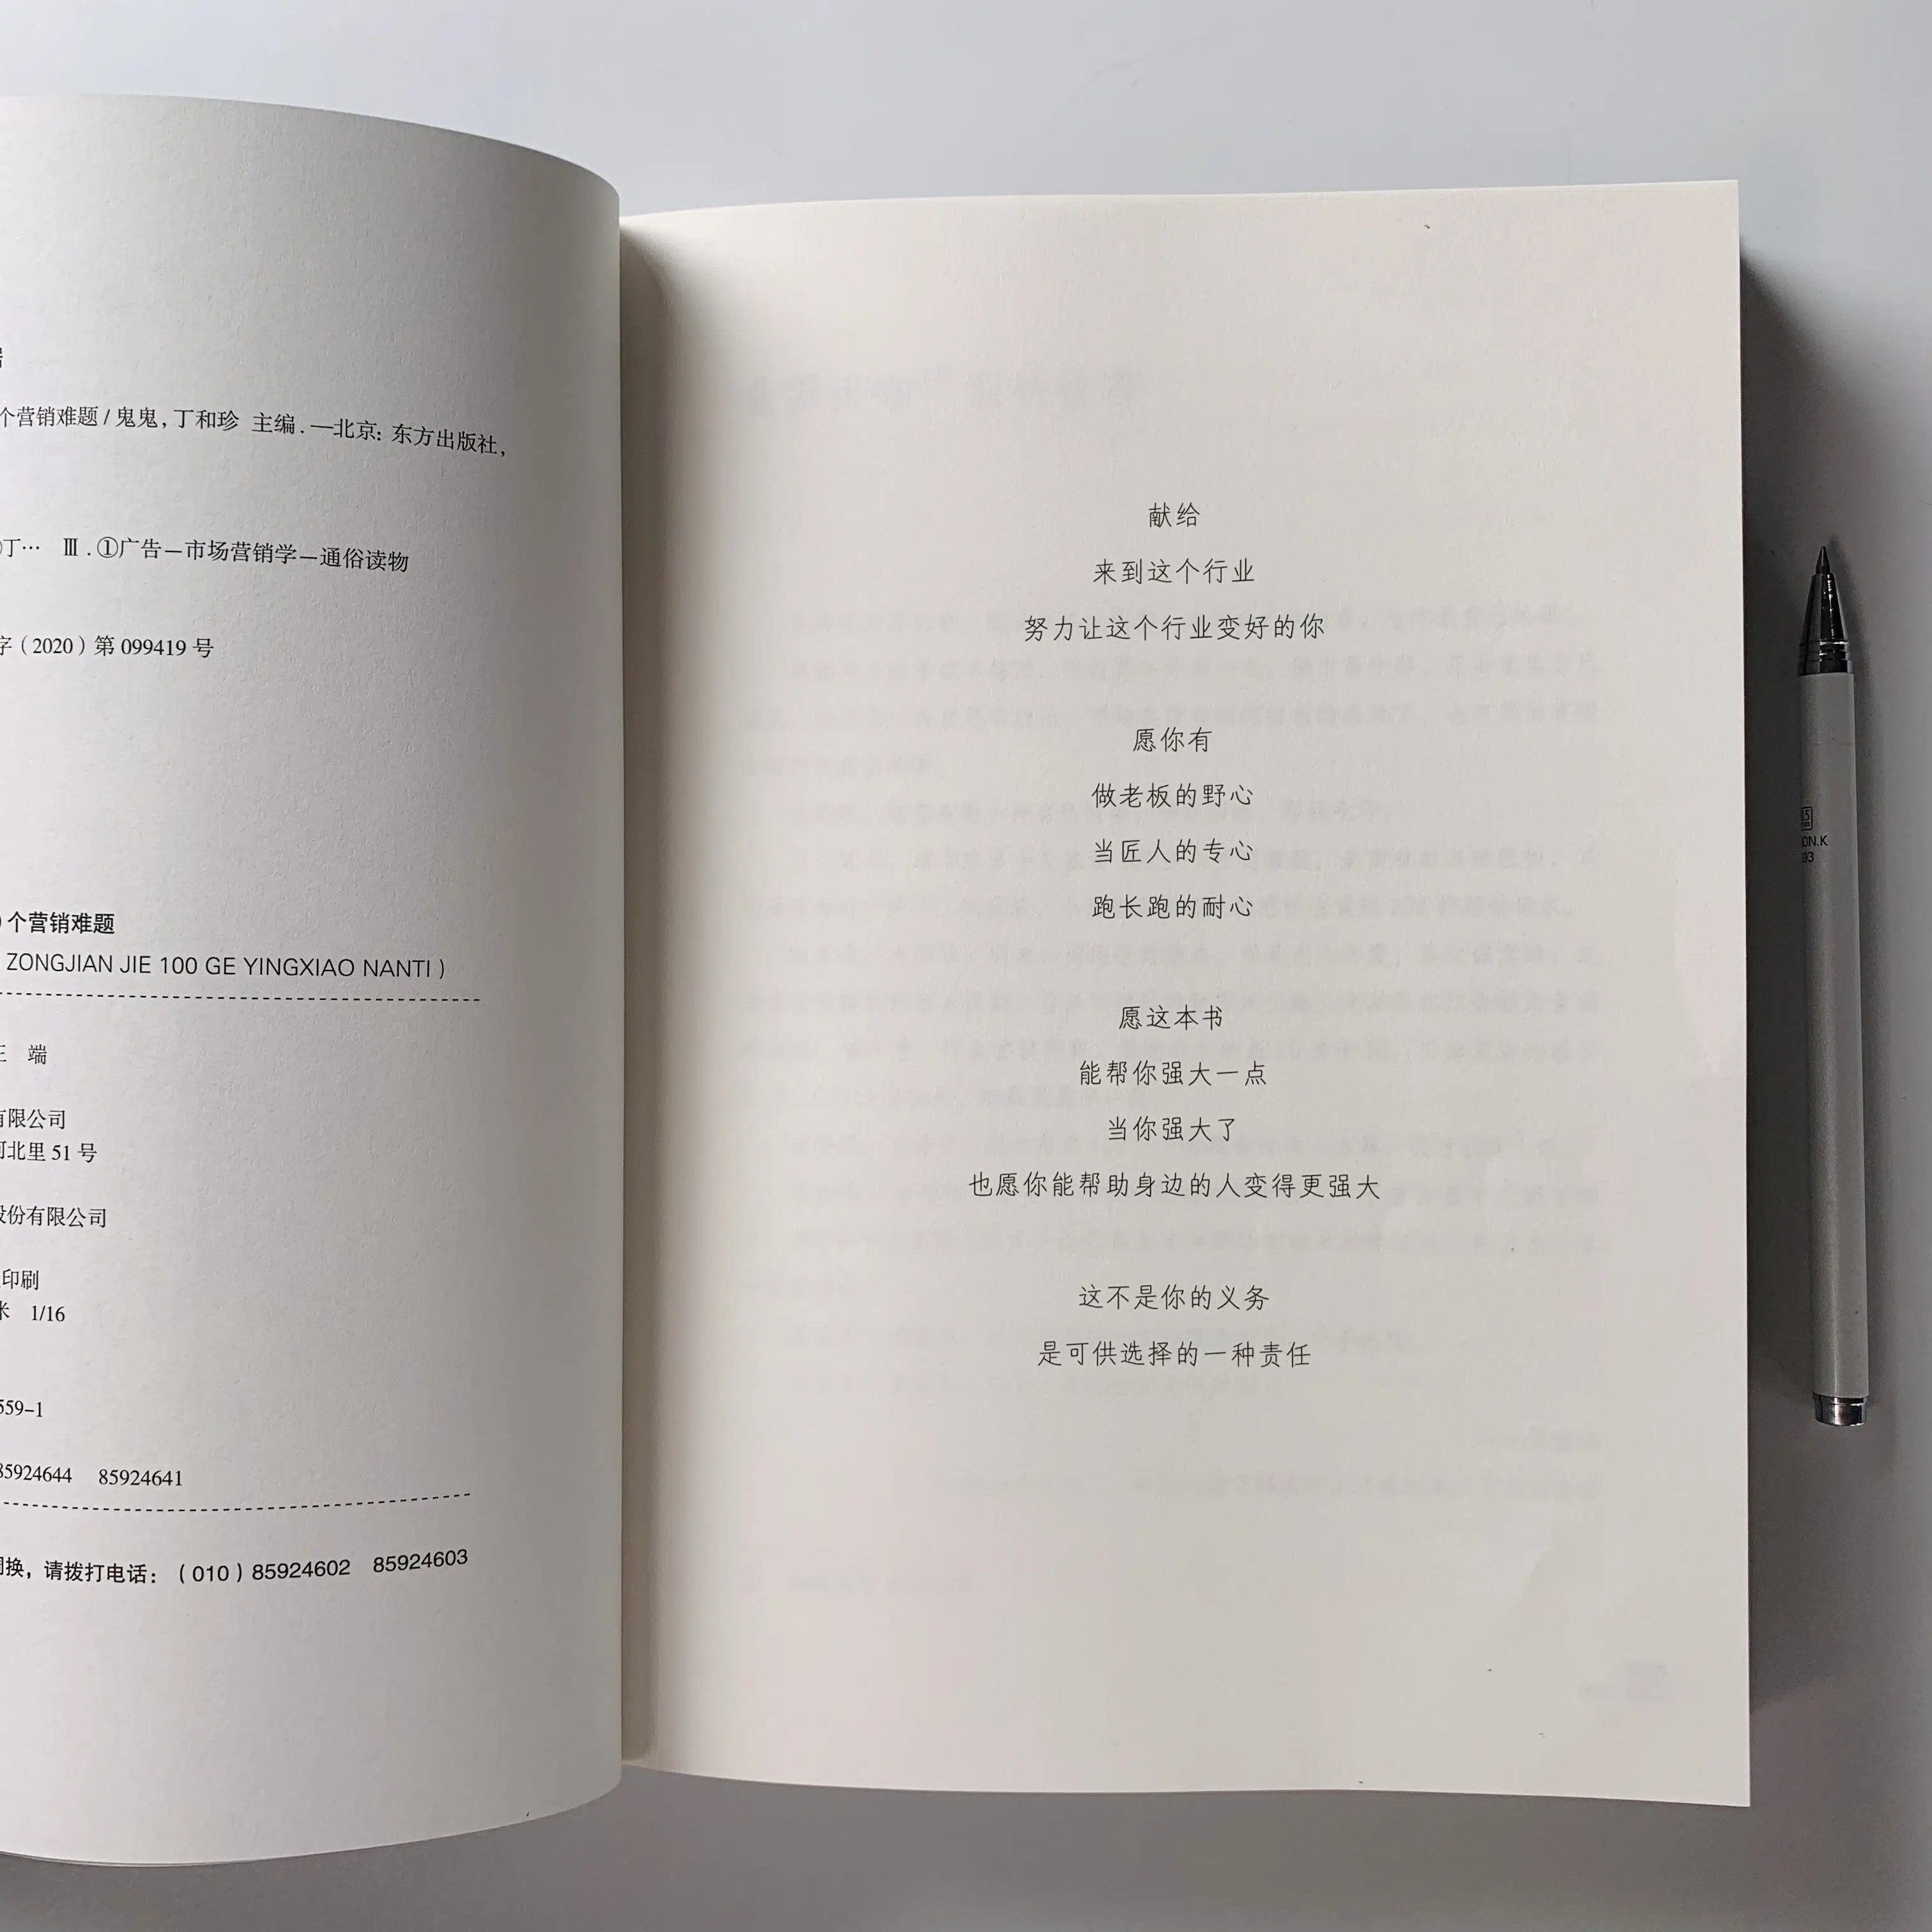 个营销难题 / 鬼鬼, 丁和珍 主编. —北京: 东方出版社,
丁… Ⅲ . ①广告—市场营销学—通俗读物
字（2020）第 099419 号
个营销难题
ZONGJIAN JIE 100 GE YINGXIAO NANTI )
端
有限公司
河北里 51 号
股份有限公司
印刷
米 1/16
559-1
85924644 85924641
调换，请拨打电话：（010）85924602 85924603
献给
来到这个行业
努力让这个行业变好的你
愿你有
做老板的野心
当匠人的专心
跑长跑的耐心
愿这本书
能帮你强大一点
当你强大了
也愿你能帮助身边的人变得更强大
这不是你的义务
是可供选择的一种责任